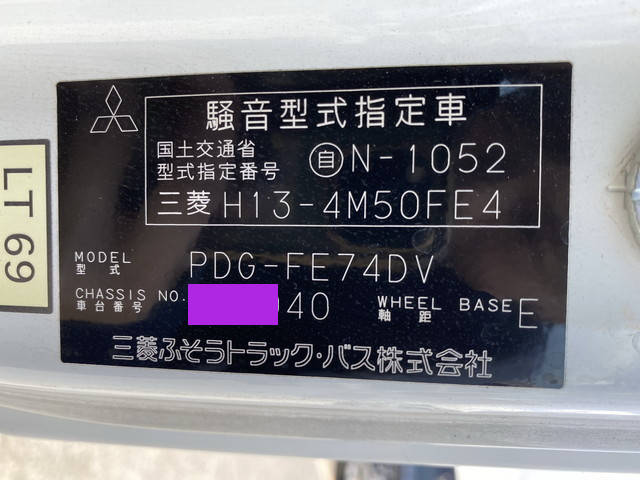 騒音型式指定車
国土交通省
型式指定番号 自N-1052
三菱 H13-4M50FE4
MODEL
型式 PDG-FE74DV
CHASSIS NO.
車台番号 40
WHEEL BASE
軸距 E
三菱ふそうトラック・バス株式会社
LT 69